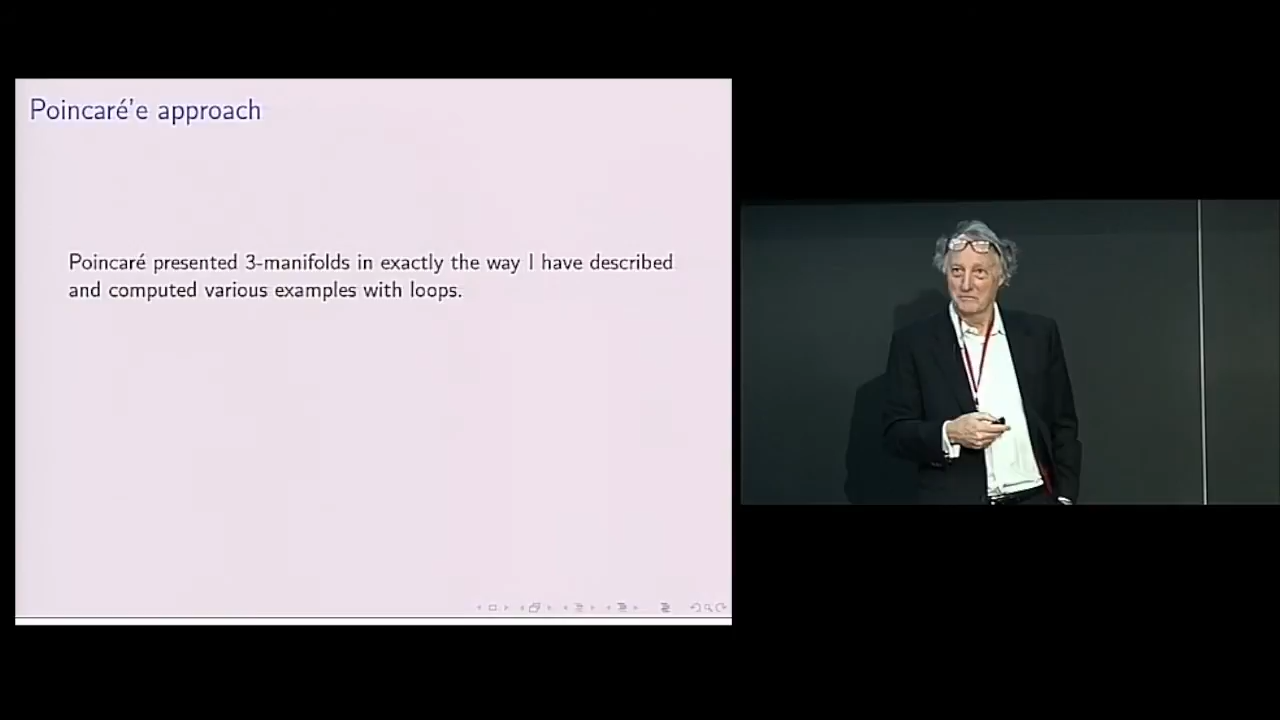 Poincaré'e approach
Poincaré presented 3-manifolds in exactly the way I have described
and computed various examples with loops.